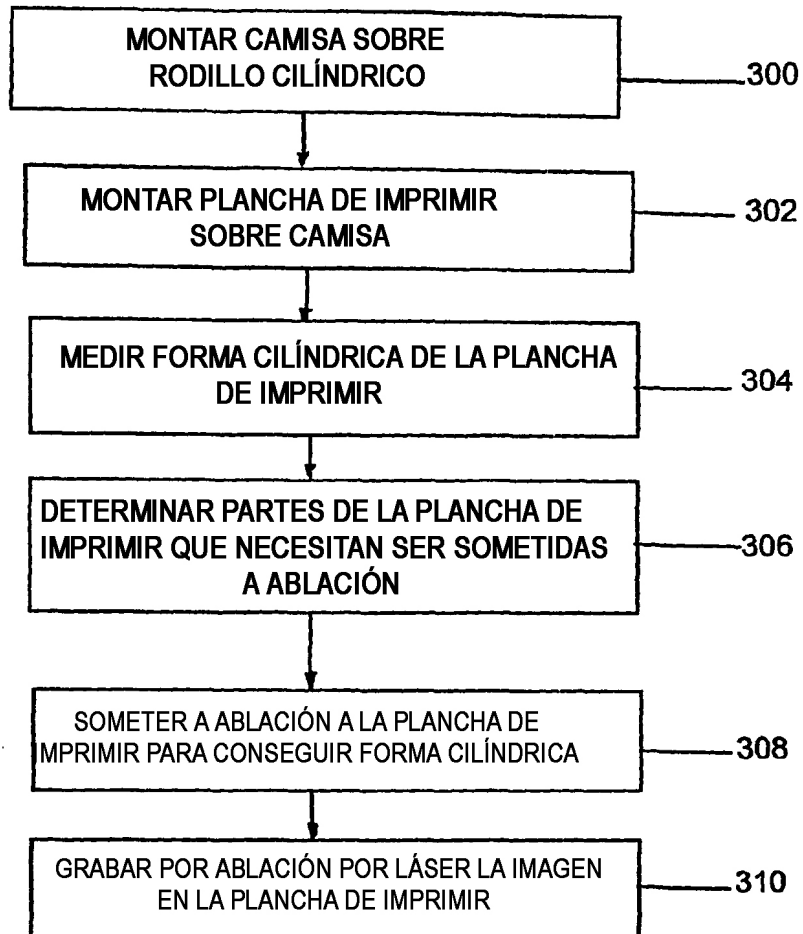 MONTAR CAMISA SOBRE
RODILLO CILÍNDRICO
300
MONTAR PLANCHA DE IMPRIMIR
SOBRE CAMISA
302
MEDIR FORMA CILÍNDRICA DE LA PLANCHA
DE IMPRIMIR
304
DETERMINAR PARTES DE LA PLANCHA DE
IMPRIMIR QUE NECESITAN SER SOMETIDAS
A ABLACIÓN
306
SOMETER A ABLACIÓN A LA PLANCHA DE
MPRIMIR PARA CONSEGUIR FORMA CILÍNDRICA
308
GRABAR POR ABLACIÓN POR LÁSER LA IMAGEN
EN LA PLANCHA DE IMPRIMIR
310